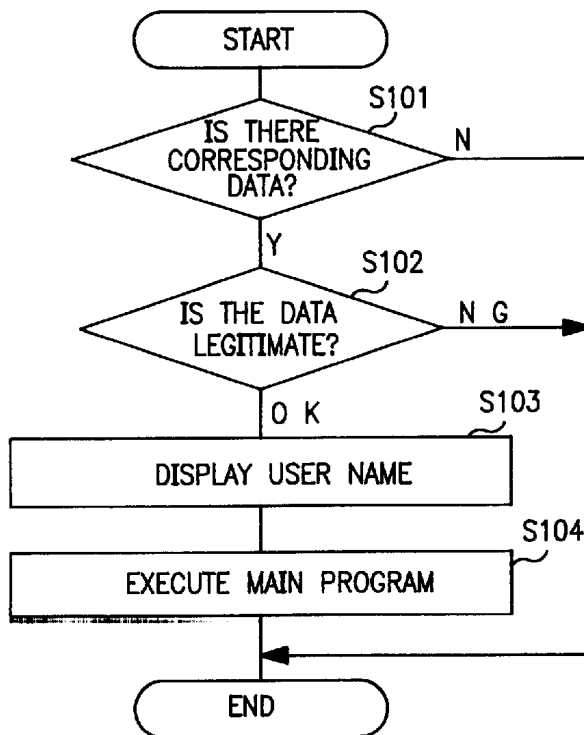 START
S101
IS THERE
CORRESPONDING
DATA?
N
Y
S102
IS THE DATA
LEGITIMATE?
N G
O K
S103
DISPLAY USER NAME
S104
EXECUTE MAIN PROGRAM
END